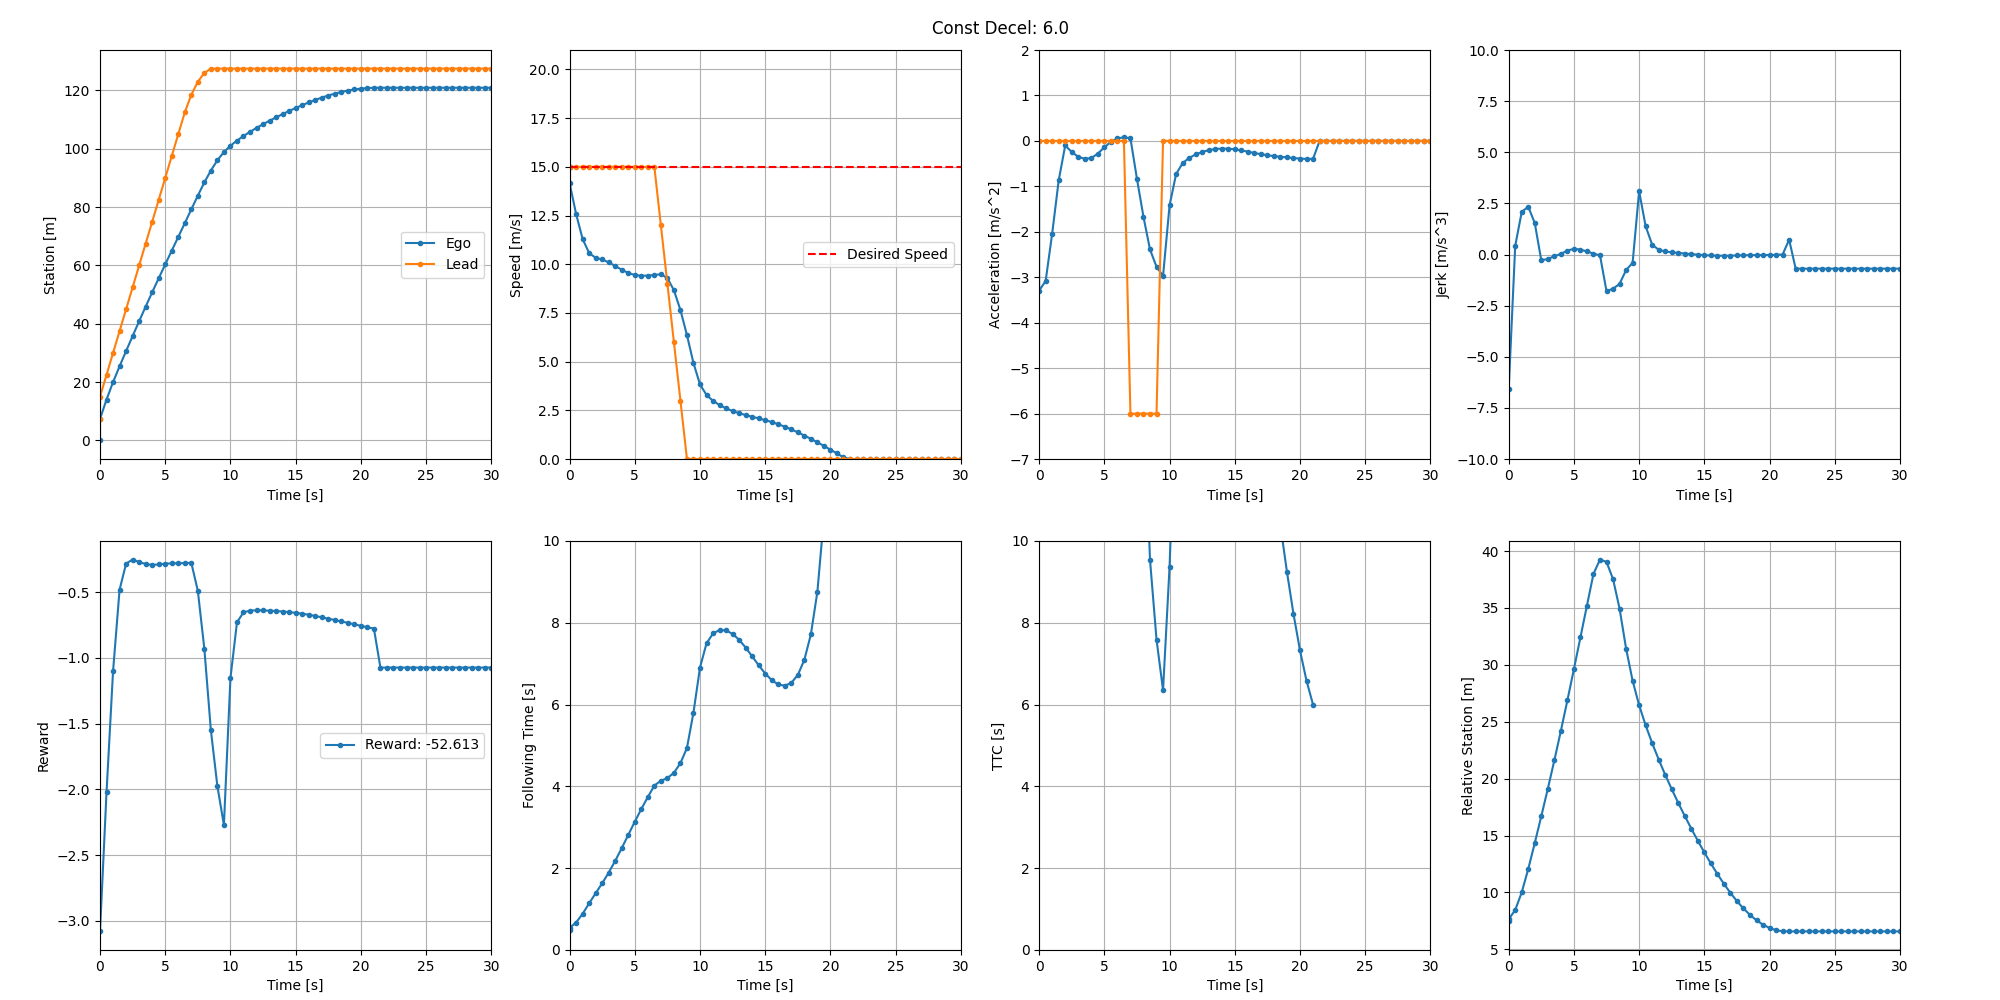 Const Decel: 6.0
Station [m]
120
100
80
60
40
20
0
Ego
Lead
0 5 10 15 20 25 30
Time [s]
Speed [m/s]
20.0
17.5
15.0
12.5
10.0
7.5
5.0
2.5
0.0
Desired Speed
0 5 10 15 20 25 30
Time [s]
Acceleration [m/s^2]
2
1
0
−1
−2
−3
−4
−5
−6
−7
0 5 10 15 20 25 30
Time [s]
Jerk [m/s^3]
10.0
7.5
5.0
2.5
0.0
−2.5
−5.0
−7.5
−10.0
0 5 10 15 20 25 30
Time [s]
Reward
−0.5
−1.0
−1.5
−2.0
−2.5
−3.0
Reward: -52.613
0 5 10 15 20 25 30
Time [s]
Following Time [s]
10
8
6
4
2
0
0 5 10 15 20 25 30
Time [s]
TTC [s]
10
8
6
4
2
0
0 5 10 15 20 25 30
Time [s]
Relative Station [m]
40
35
30
25
20
15
10
5
0 5 10 15 20 25 30
Time [s]